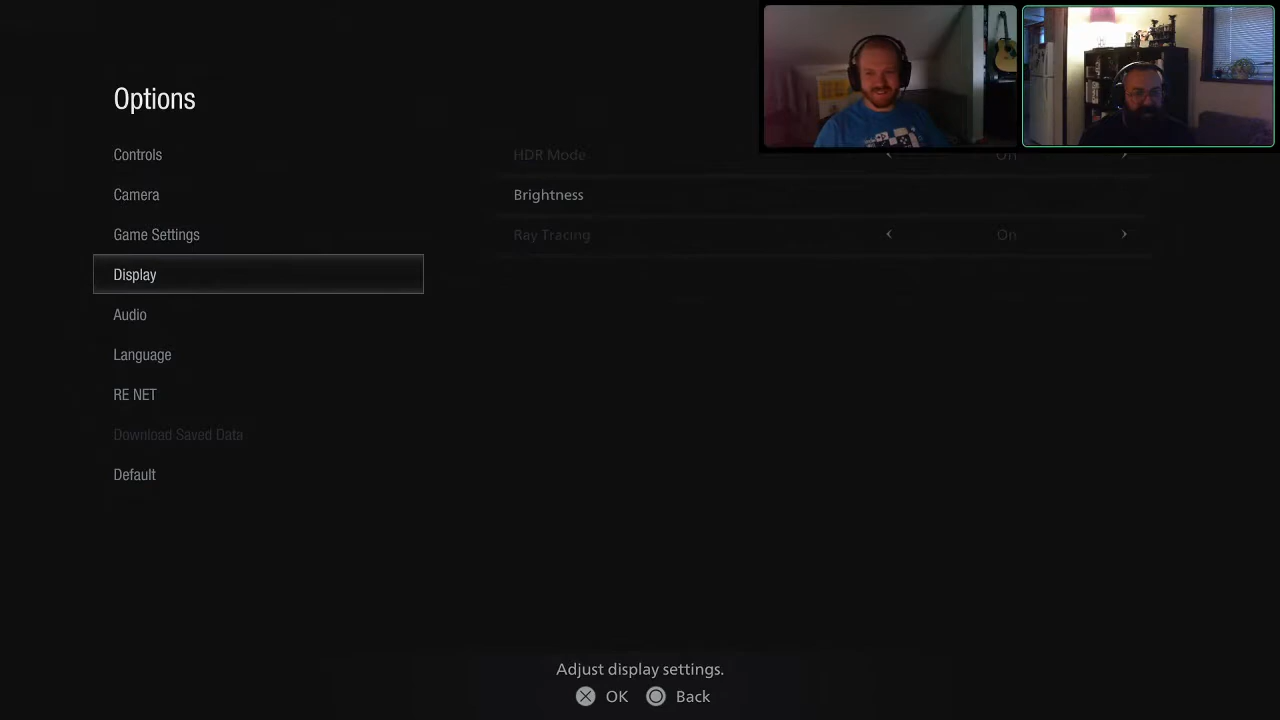 Options
Controls
Camera
Game Settings
Display
Audio
Language
RE NET
Download Saved Data
Default
HDR Mode
Brightness
Ray Tracing
On
Adjust display settings.
OK
Back